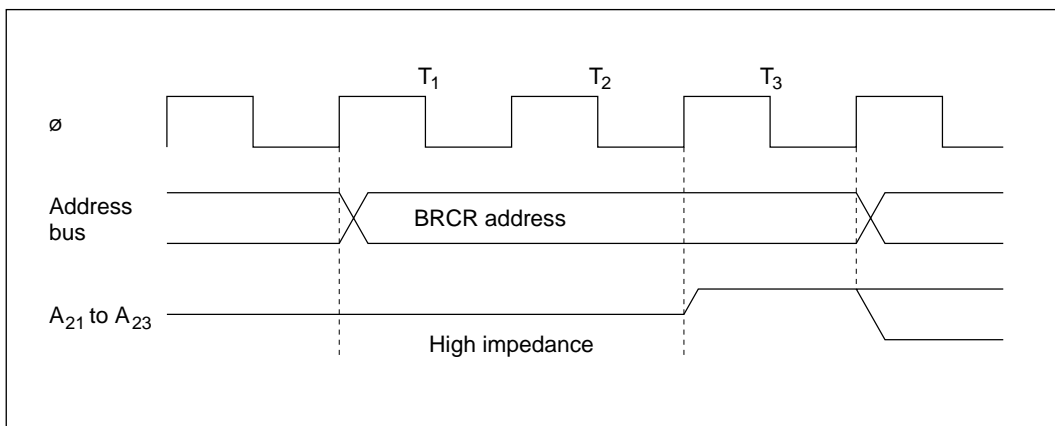 T1 T2 T3
ø
Address
bus
BRCR address
A21 to A23
High impedance